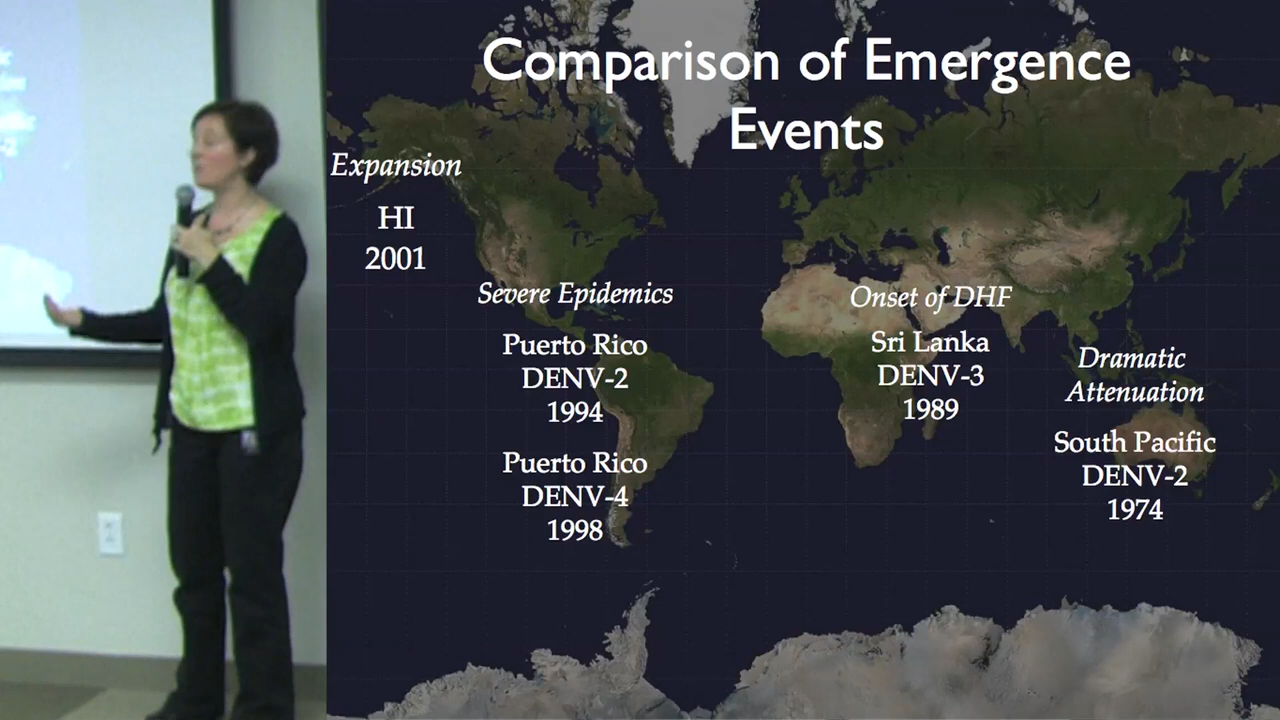 Comparison of Emergence
Events
Expansion
HI
2001
Severe Epidemics
Puerto Rico
DENV-2
1994
Puerto Rico
DENV-4
1998
Onset of DHF
Sri Lanka
DENV-3
1989
Dramatic
Attenuation
South Pacific
DENV-2
1974